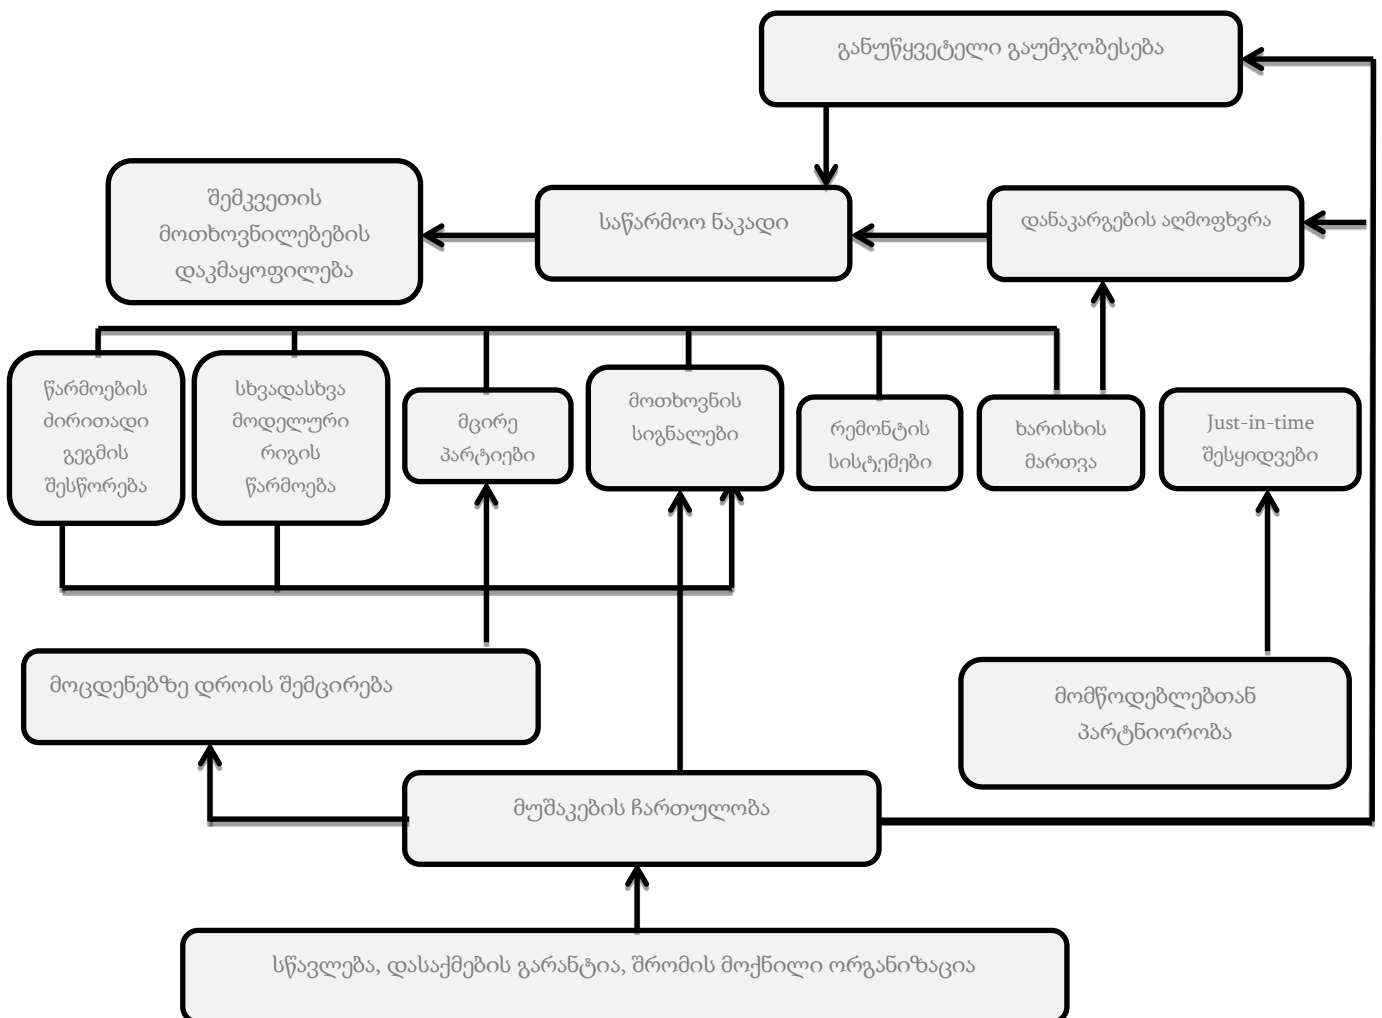 განუწყვეტელი გაუმჯობესება
შემკვეთის
მოთხოვნილებების
დაკმაყოფილება
საწარმოო ნაკადი
დანაკარგების აღმოფხვრა
წარმოების
ძირითადი
გეგმის
შესწორება
სხვადასხვა
მოდელური
რიგის
წარმოება
მცირე
პარტიები
მოთხოვნის
სიგნალები
რემონტის
სისტემები
ხარისხის
მართვა
Just-in-time
შესყიდვები
მოცდენებზე დროის შემცირება
მომწოდებლებთან
პარტნიორობა
მუშაკების ჩართულობა
სწავლება, დასაქმების გარანტია, შრომის მოქნილი ორგანიზაცია